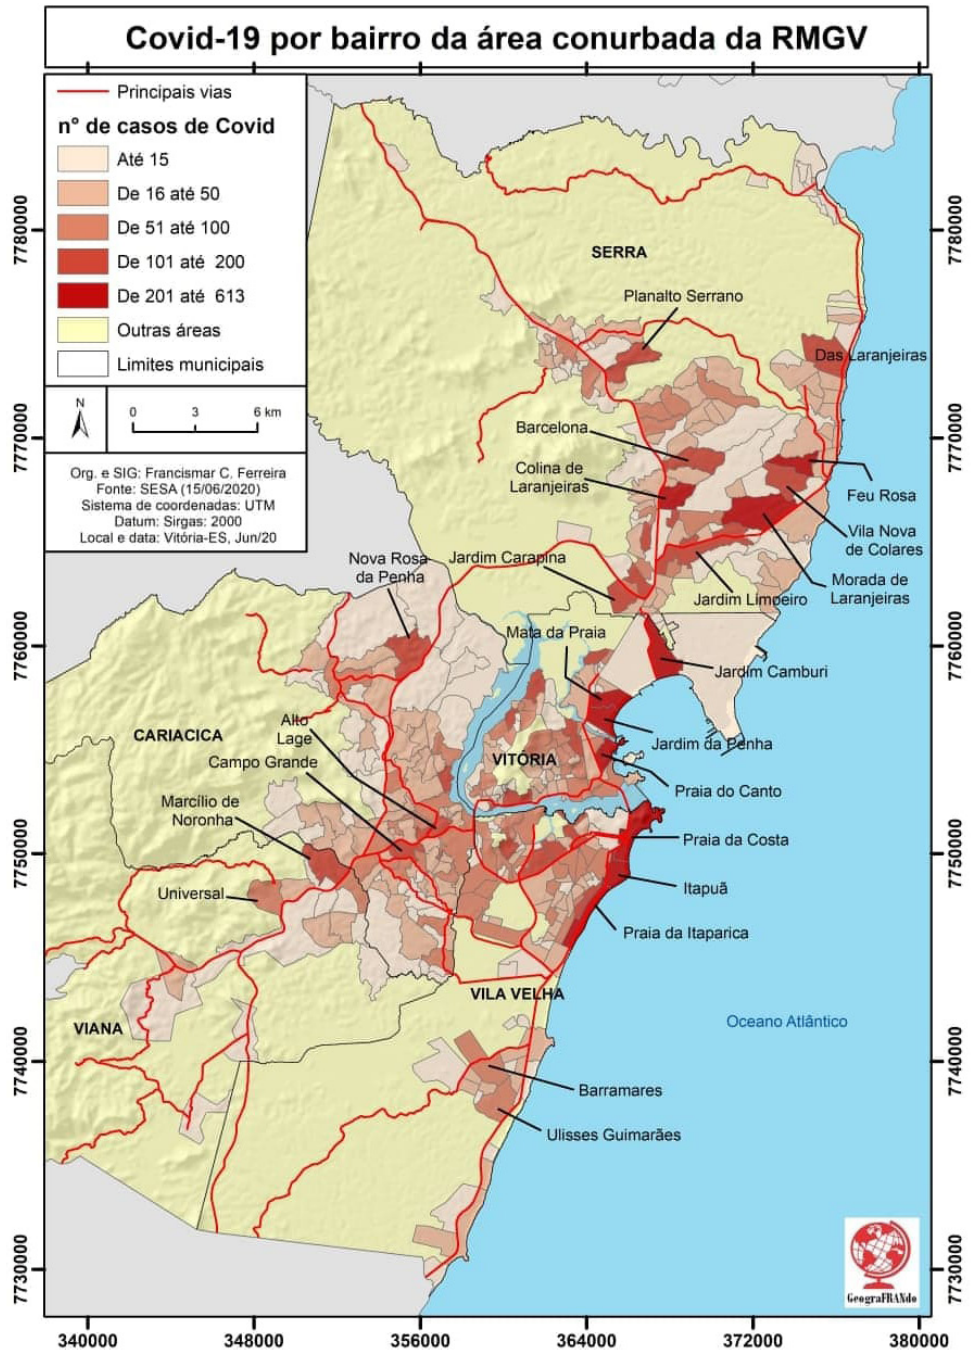 Covid-19 por bairro da área conurbada da RMGV
Principais vias
n° de casos de Covid
Até 15
De 16 até 50
De 51 até 100
De 101 até 200
De 201 até 613
Outras áreas
Limites municipais
N
0 3 6 km
Org. e SIG: Francismar C. Ferreira
Fonte: SESA (15/06/2020)
Sistema de coordenadas: UTM
Datum: Sirgas: 2000
Local e data: Vitória-ES, Jun/20
SERRA
Planalto Serrano
Das Laranjeiras
Barcelona
Colina de
Laranjeiras
Feu Rosa
Vila Nova
de Colares
Morada de
Laranjeiras
Jardim Limoeiro
Jardim Carapina
Nova Rosa
da Penha
Mata da Praia
Jardim Camburi
CARIACICA
Alto
Lage
Campo Grande
VITÓRIA
Jardim da Penha
Praia do Canto
Marcílio de
Noronha
Praia da Costa
Universal
Itapuã
Praia da Itaparica
VILA VELHA
VIANA
Oceano Atlântico
Barramares
Ulisses Guimarães
GeograFRANdo
7780000
7770000
7760000
7750000
7740000
7730000
7780000
7770000
7760000
7750000
7740000
7730000
340000 348000 356000 364000 372000 380000